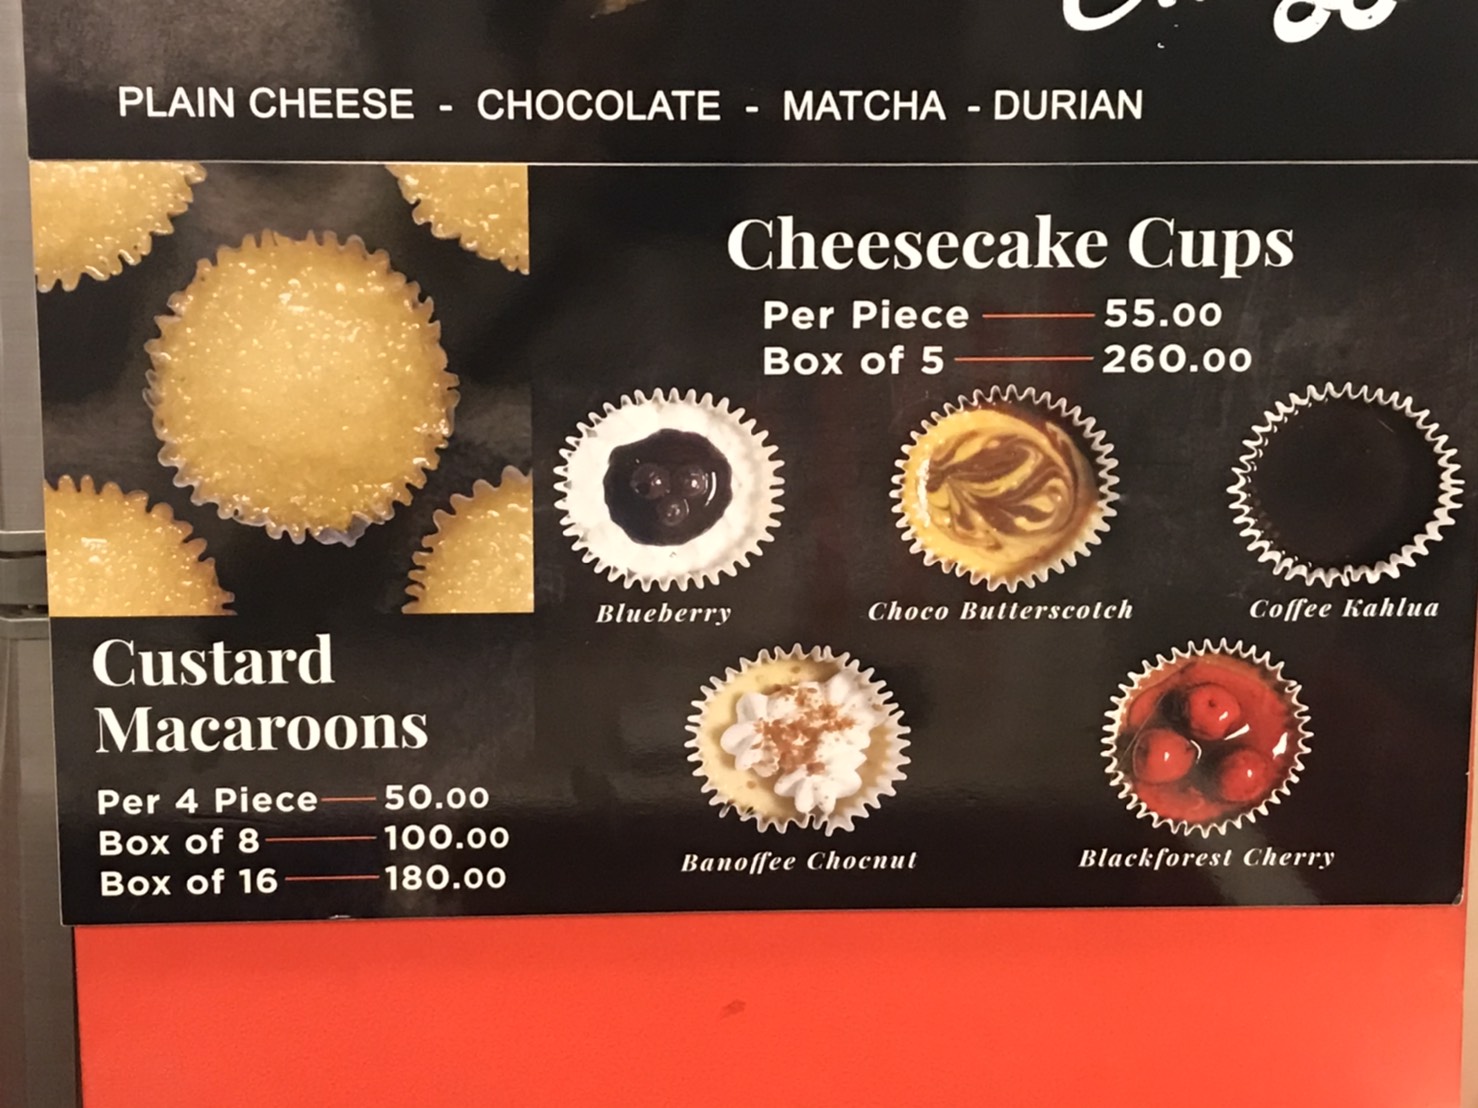 PLAIN CHEESE - CHOCOLATE - MATCHA - DURIAN
Cheesecake Cups
Per Piece 55.00
Box of 5 260.00
Blueberry
Choco Butterscotch
Coffee Kahlua
Banoffee Chocnut
Blackforest Cherry
Custard
Macaroons
Per 4 Piece 50.00
Box of 8 100.00
Box of 16 180.00